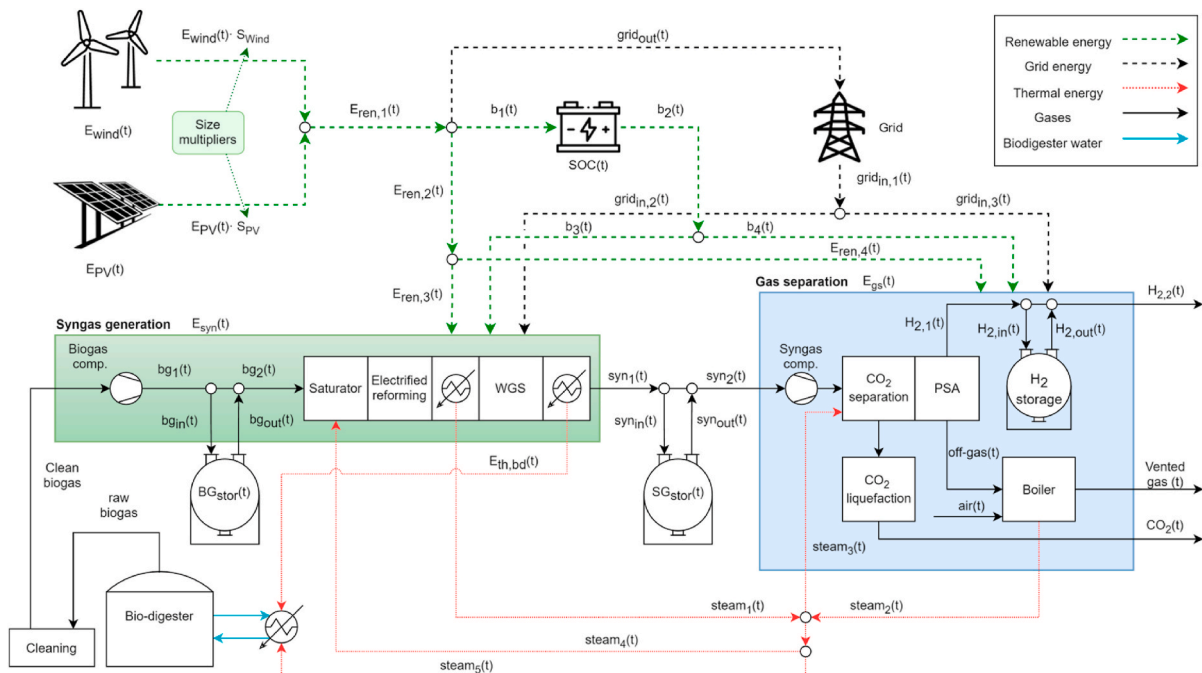 E_wind(t)· S_Wind
grid_out(t)
Renewable energy
Grid energy
Thermal energy
Gases
Biodigester water
E_wind(t)
Size
multipliers
E_ren,1(t)
b_1(t)
b_2(t)
SOC(t)
Grid
grid_in,1(t)
E_ren,2(t)
grid_in,2(t)
grid_in,3(t)
E_PV(t)· S_PV
E_PV(t)
b_3(t)
b_4(t)
E_ren,4(t)
E_ren,3(t)
Gas separation
E_gs(t)
H_2,2(t)
Syngas generation
E_syn(t)
H_2,1(t)
H_2,in(t)
H_2,out(t)
Biogas
comp.
bg_1(t)
bg_2(t)
Saturator
Electrified
reforming
WGS
syn_1(t)
syn_2(t)
Syngas
comp.
CO_2
separation
PSA
H_2
storage
bg_in(t)
bg_out(t)
syn_in(t)
syn_out(t)
E_th,bd(t)
off-gas(t)
Clean
biogas
BG_stor(t)
SG_stor(t)
CO_2
liquefaction
Boiler
Vented
gas (t)
raw
biogas
air(t)
CO_2(t)
steam_3(t)
Bio-digester
steam_1(t)
steam_2(t)
Cleaning
steam_4(t)
steam_5(t)